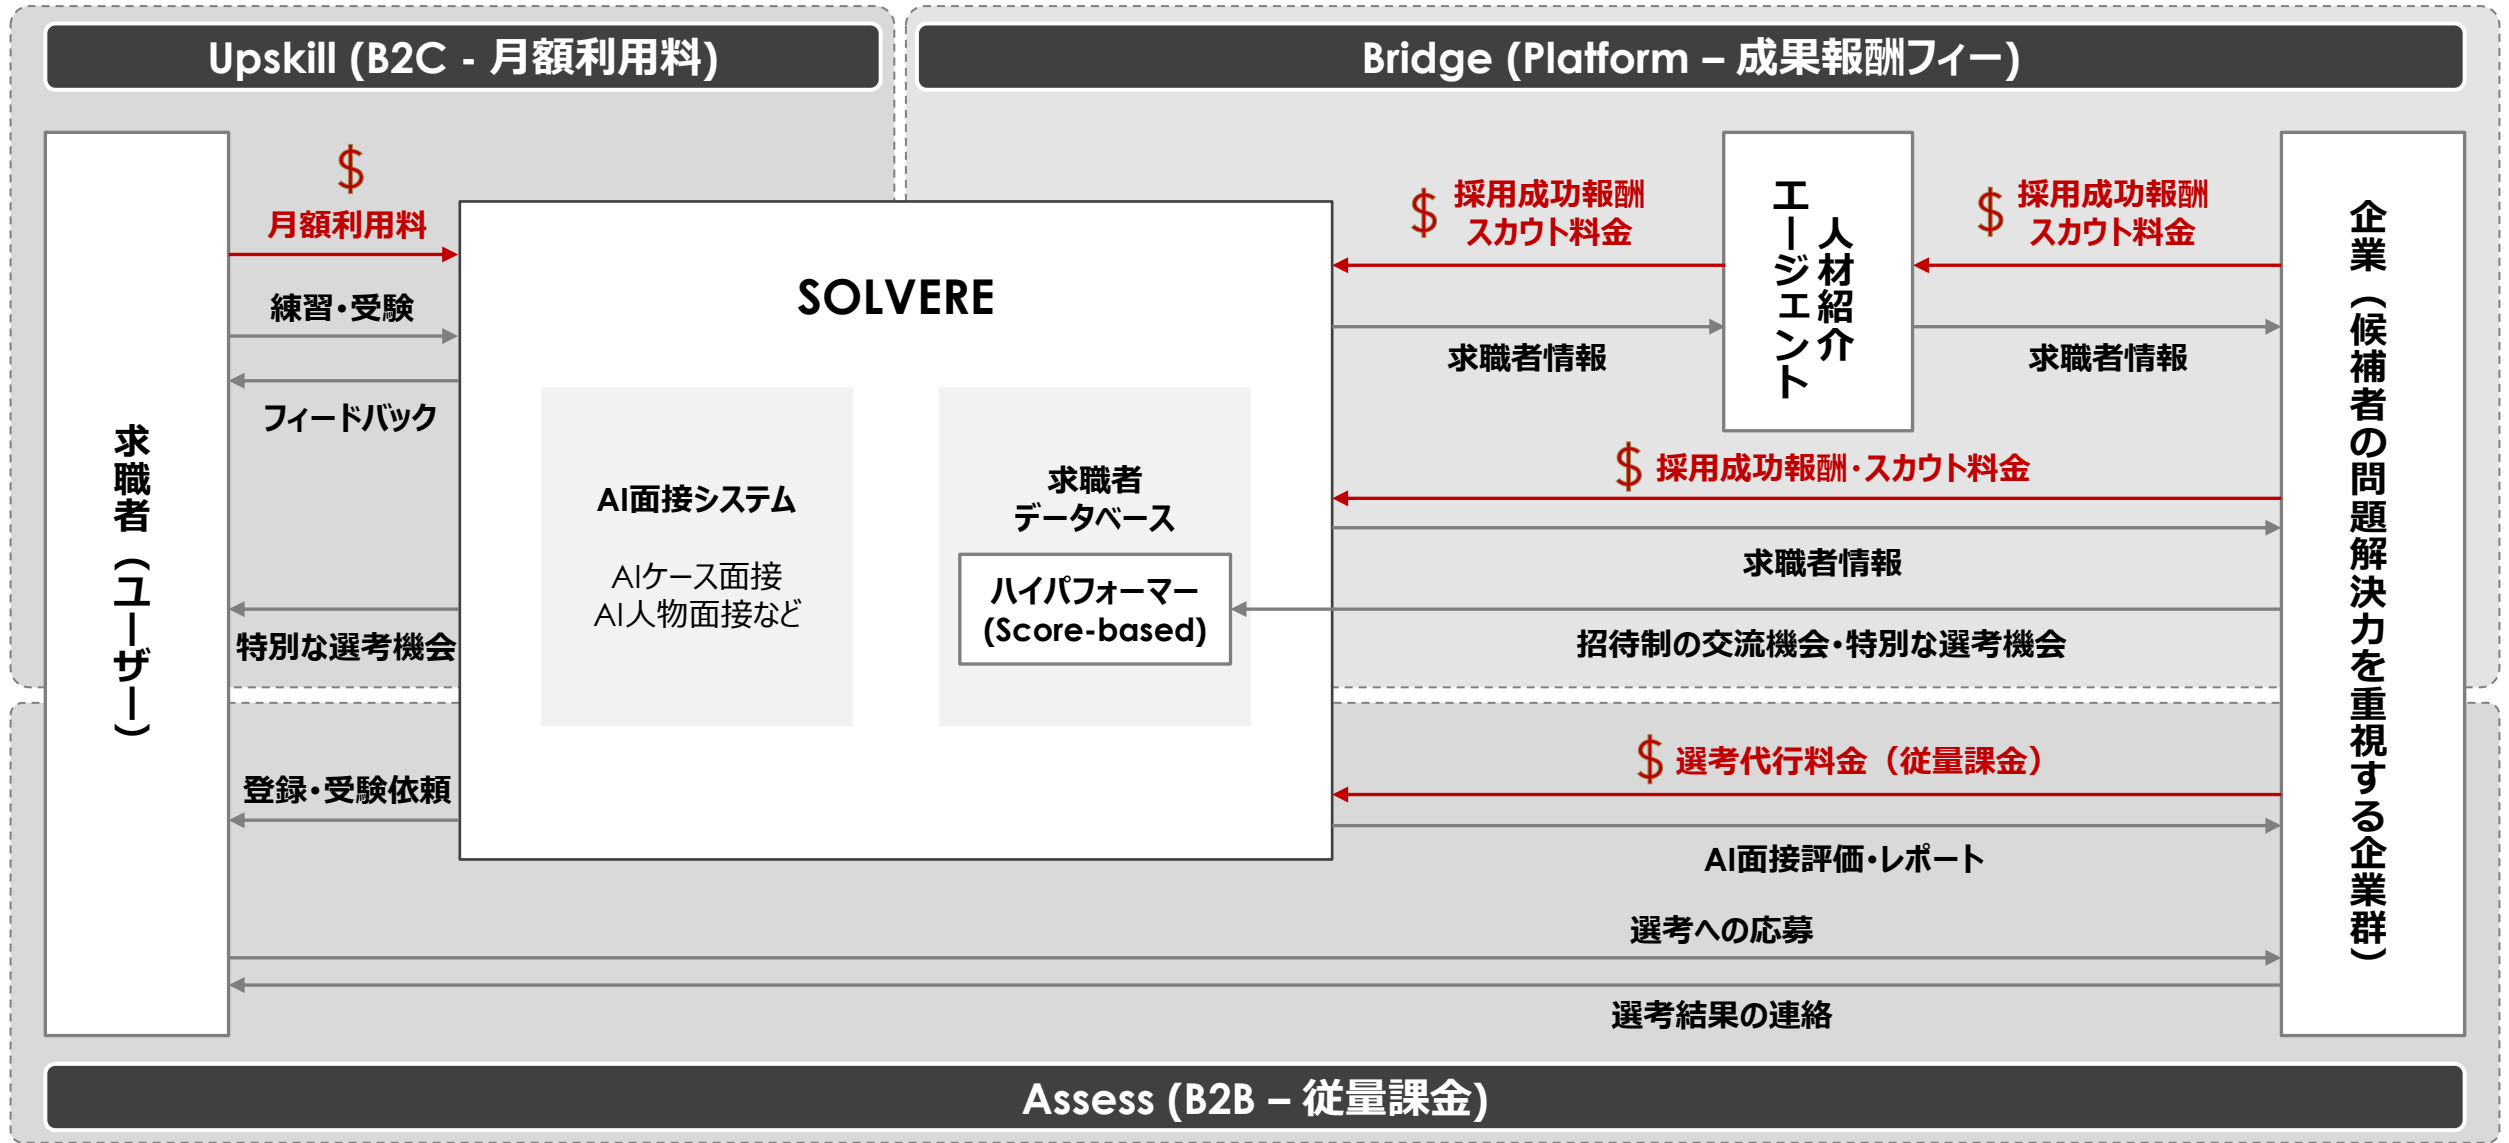 Upskill (B2C - 月額利用料)
Bridge (Platform – 成果報酬フィー)
求職者（ユーザー）
$
月額利用料
練習・受験
フィードバック
特別な選考機会
登録・受験依頼
SOLVERE
AI面接システム
AIケース面接
AI人物面接など
求職者
データベース
ハイパフォーマー
(Score-based)
$
採用成功報酬
スカウト料金
求職者情報
人材紹介
エージェント
$
採用成功報酬
スカウト料金
求職者情報
$ 採用成功報酬・スカウト料金
求職者情報
招待制の交流機会・特別な選考機会
$ 選考代行料金（従量課金）
AI面接評価・レポート
選考への応募
選考結果の連絡
企業（候補者の問題解決力を重視する企業群）
Assess (B2B – 従量課金)